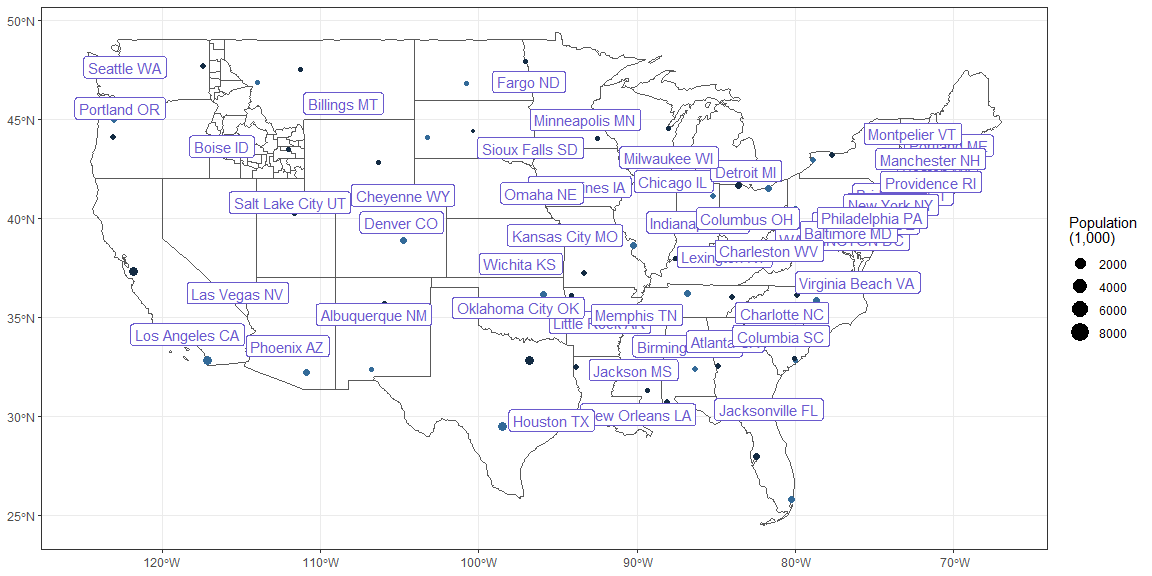 50°N
45°N
40°N
35°N
30°N
25°N
Seattle WA
Portland OR
Billings MT
Fargo ND
Minneapolis MN
Boise ID
Sioux Falls SD
Montpelier VT
Manchester NH
Milwaukee WI
Detroit MI
Chicago IL
Providence RI
Omaha NE
nes IA
Salt Lake City UT
Cheyenne WY
New York NY
Denver CO
Columbus OH
Philadelphia PA
Indiana
Baltimore MD
Kansas City MO
Charleston WV
Lexington
Wichita KS
Virginia Beach VA
Las Vegas NV
Oklahoma City OK
Albuquerque NM
Memphis TN
Charlotte NC
Little Rock AR
Los Angeles CA
Phoenix AZ
Birming
Atlanta
Columbia SC
Jackson MS
Jacksonville FL
Houston TX
ew Orleans LA
120°W
110°W
100°W
90°W
80°W
70°W
Population
(1,000)
2000
4000
6000
8000